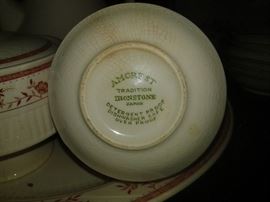 AMCREST
TRADITION
IRONSTONE
JAPAN
DETERGENT PROOF
DISHWASHER SAFE
OVEN PROOF